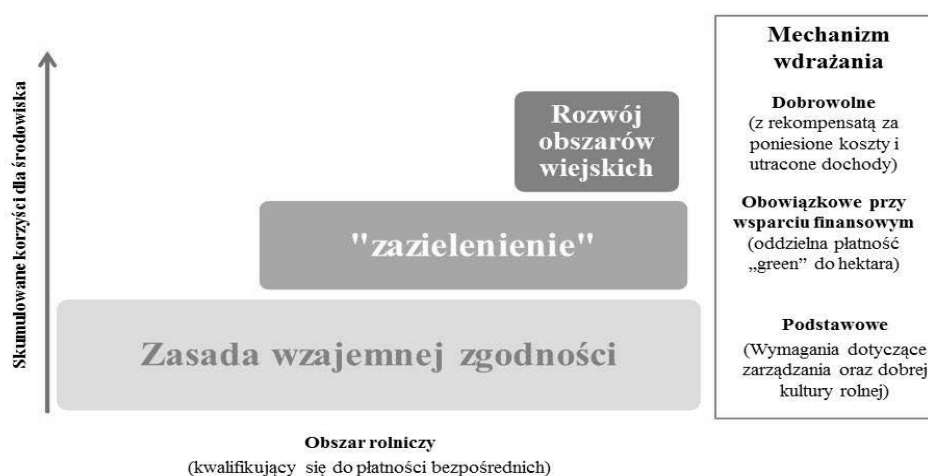 Skumulowane korzyści dla środowiska
Rozwój
obszarów
wiejskich
"zazielenienie"
Zasada wzajemnej zgodności
Obszar rolniczy
(kwalifikujący się do płatności bezpośrednich)
Mechanizm
wdrażania
Dobrowolne
(z rekompensatą za
poniesione koszty i
utracone dochody)
Obowiązkowe przy
wsparciu finansowym
(oddzielna płatność
„green” do hektara)
Podstawowe
(Wymagania dotyczące
zarządzania oraz dobrej
kultury rolnej)